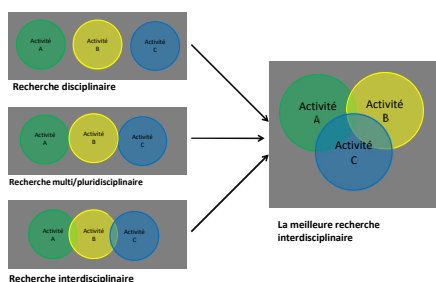 Activité
A
Activité
B
Activité
C
Recherche disciplinaire
Activité
A
Activité
B
Activité
C
Recherche multi/pluridisciplinaire
Activité
A
Activité
B
Activité
C
Recherche interdisciplinaire
Activité
A
Activité
B
Activité
C
La meilleure recherche
interdisciplinaire